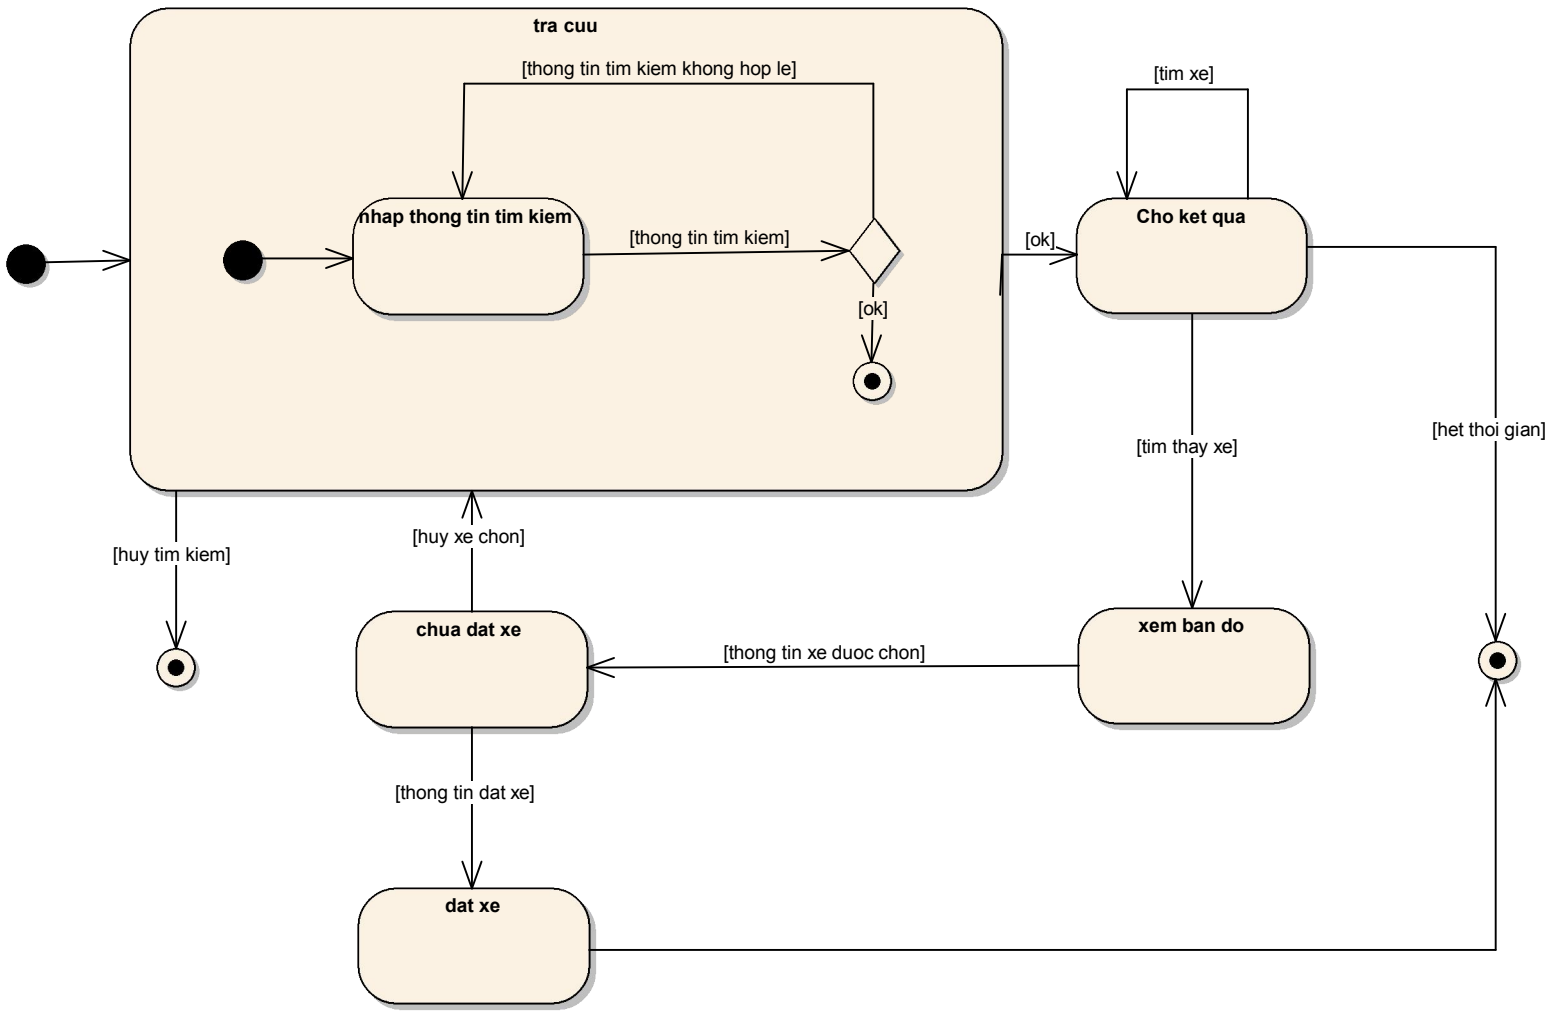 tra cuu
[thong tin tim kiem khong hop le]
[tim xe]
nhap thong tin tim kiem
Cho ket qua
[thong tin tim kiem]
[ok]
[ok]
[het thoi gian]
[tim thay xe]
[huy xe chon]
[huy tim kiem]
chua dat xe
xem ban do
[thong tin xe duoc chon]
[thong tin dat xe]
dat xe